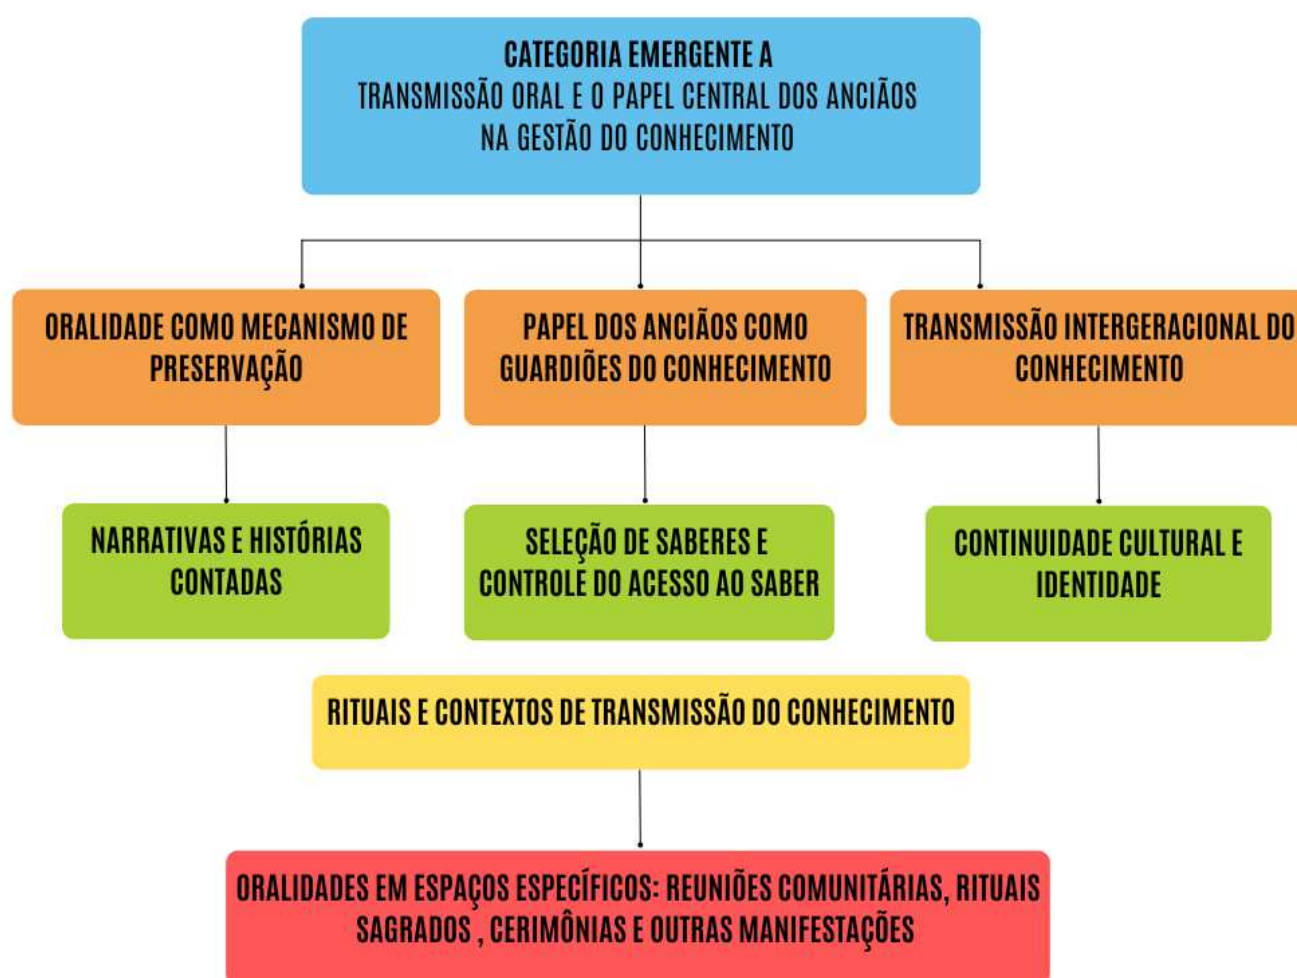 CATEGORIA EMERGENTE A
TRANSMISSÃO ORAL E O PAPEL CENTRAL DOS ANCIÃOS
NA GESTÃO DO CONHECIMENTO
ORALIDADE COMO MECANISMO DE
PRESERVAÇÃO
PAPEL DOS ANCIÃOS COMO
GUARDIÕES DO CONHECIMENTO
TRANSMISSÃO INTERGERACIONAL DO
CONHECIMENTO
NARRATIVAS E HISTÓRIAS
CONTADAS
SELEÇÃO DE SABERES E
CONTROLE DO ACESSO AO SABER
CONTINUIDADE CULTURAL E
IDENTIDADE
RITUAIS E CONTEXTOS DE TRANSMISSÃO DO CONHECIMENTO
ORALIDADES EM ESPAÇOS ESPECÍFICOS: REUNIÕES COMUNITÁRIAS, RITUAIS
SAGRADOS , CERIMÔNIAS E OUTRAS MANIFESTAÇÕES